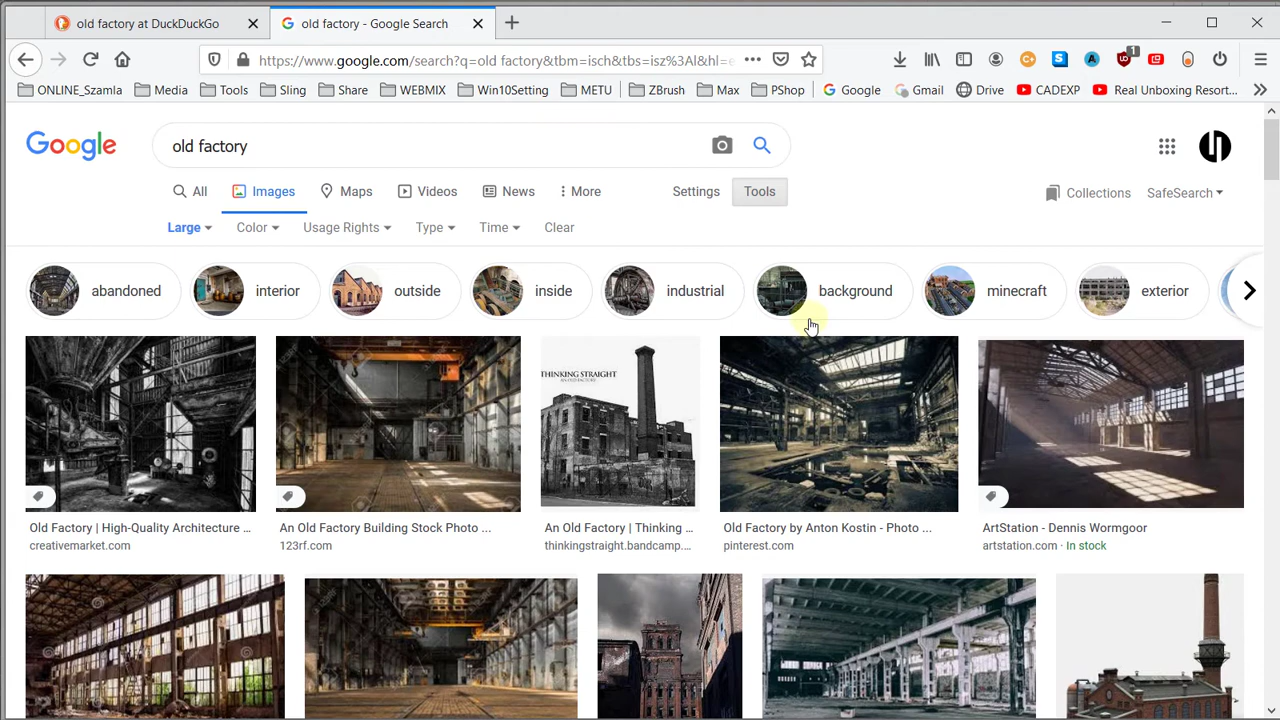 old factory at DuckDuckGo
old factory - Google Search
https://www.google.com/search?q=old factory&tbm=isch&tbs=isz%3Al&hl=e
1
ONLINE_Szamla
Media
Tools
Sling
Share
WEBMIX
Win10Setting
METU
ZBrush
Max
PShop
Google
Gmail
Drive
CADEXP
Real Unboxing Resort...
Google
old factory
All
Images
Maps
Videos
News
More
Settings
Tools
Collections
SafeSearch
Large
Color
Usage Rights
Type
Time
Clear
abandoned
interior
outside
inside
industrial
background
minecraft
exterior
THINKING STRAIGHT
AN OLD FACTORY
Old Factory | High-Quality Architecture ...
creativemarket.com
An Old Factory Building Stock Photo ...
123rf.com
An Old Factory | Thinking ...
thinkingstraight.bandcamp....
Old Factory by Anton Kostin - Photo ...
pinterest.com
ArtStation - Dennis Wormgoor
artstation.com · In stock